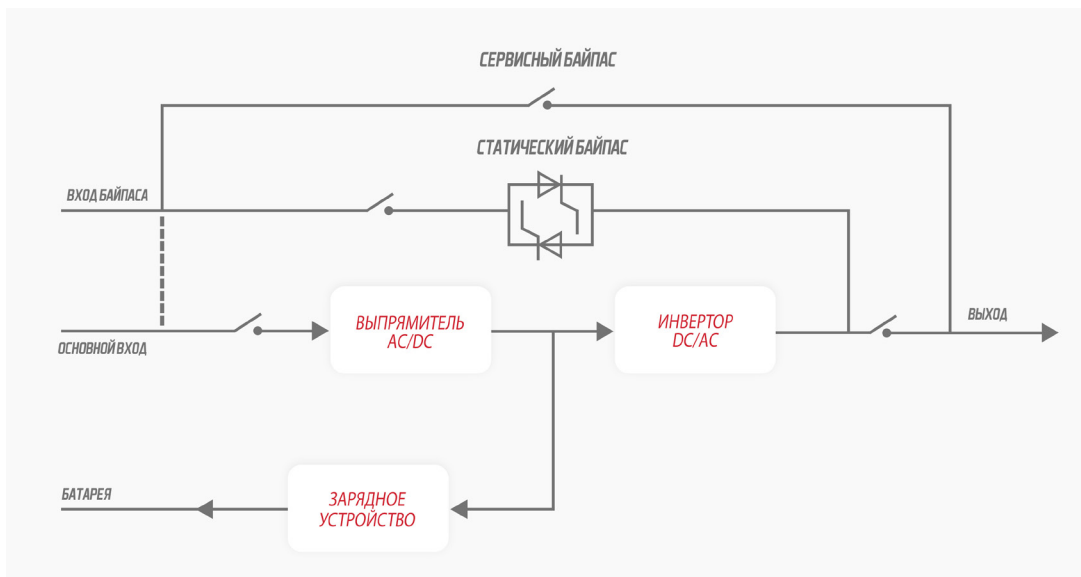 СЕРВИСНЫЙ БАЙПАС
СТАТИЧЕСКИЙ БАЙПАС
ВХОД БАЙПАСА
ВЫПРЯМИТЕЛЬ
AC/DC
ИНВЕРТОР
DC/AC
ВЫХОД
ОСНОВНОЙ ВХОД
БАТАРЕЯ
ЗАРЯДНОЕ
УСТРОЙСТВО